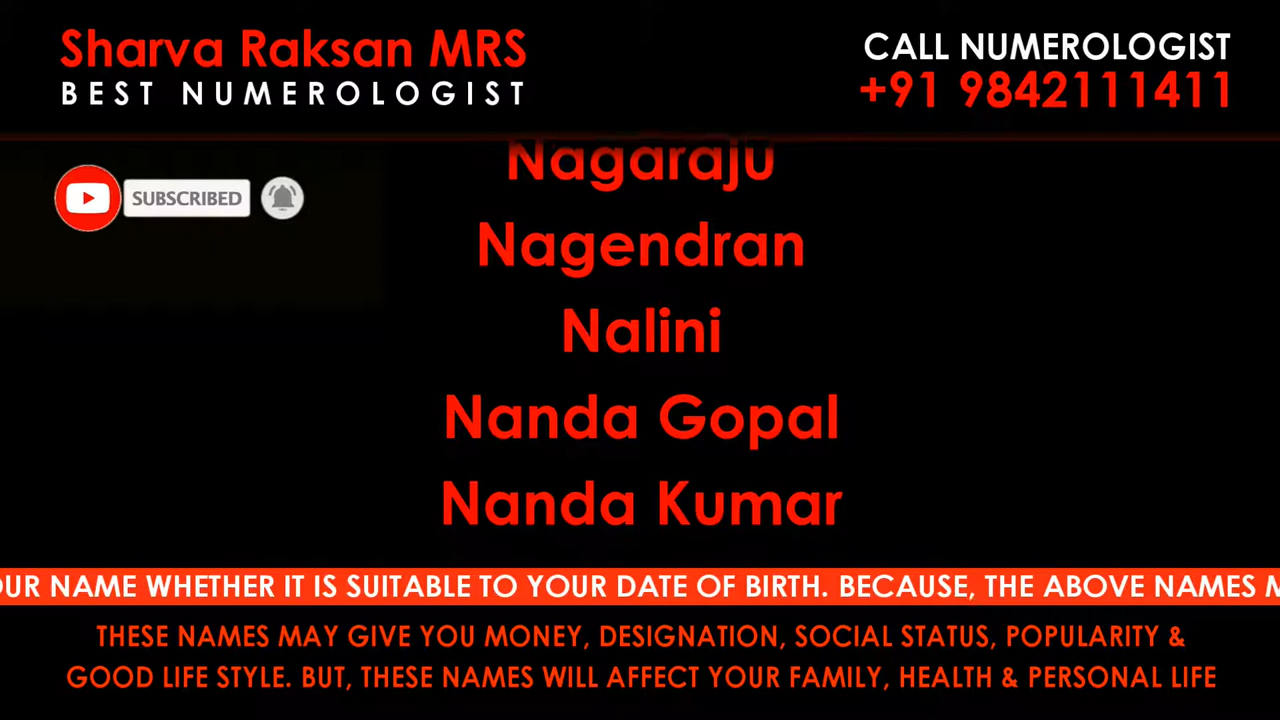 Sharva Raksan MRS
BEST NUMEROLOGIST
CALL NUMEROLOGIST
+91 9842111411
SUBSCRIBED
Nagaraju
Nagendran
Nalini
Nanda Gopal
Nanda Kumar
NAME WHETHER IT IS SUITABLE TO YOUR DATE OF BIRTH. BECAUSE, THE ABOVE NAMES
THESE NAMES MAY GIVE YOU MONEY, DESIGNATION, SOCIAL STATUS, POPULARITY &
GOOD LIFE STYLE. BUT, THESE NAMES WILL AFFECT YOUR FAMILY, HEALTH & PERSONAL LIFE